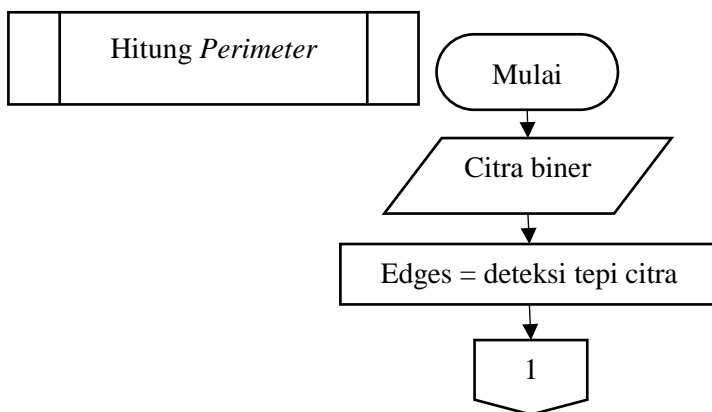 Hitung Perimeter
Mulai
Citra biner
Edges = deteksi tepi citra
1